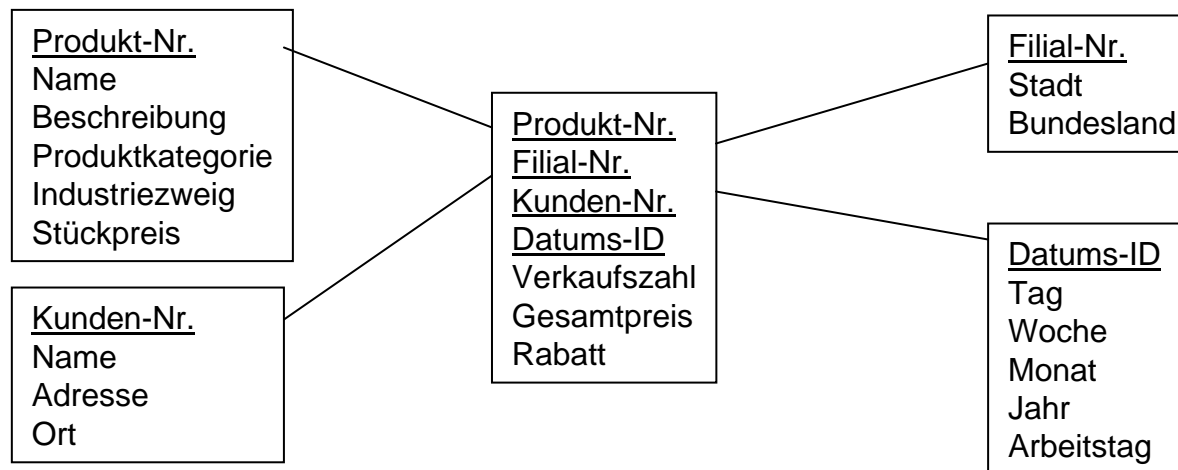 Produkt-Nr.
Name
Beschreibung
Produktkategorie
Industriezweig
Stückpreis
Kunden-Nr.
Name
Adresse
Ort
Produkt-Nr.
Filial-Nr.
Kunden-Nr.
Datums-ID
Verkaufszahl
Gesamtpreis
Rabatt
Filial-Nr.
Stadt
Bundesland
Datums-ID
Tag
Woche
Monat
Jahr
Arbeitstag